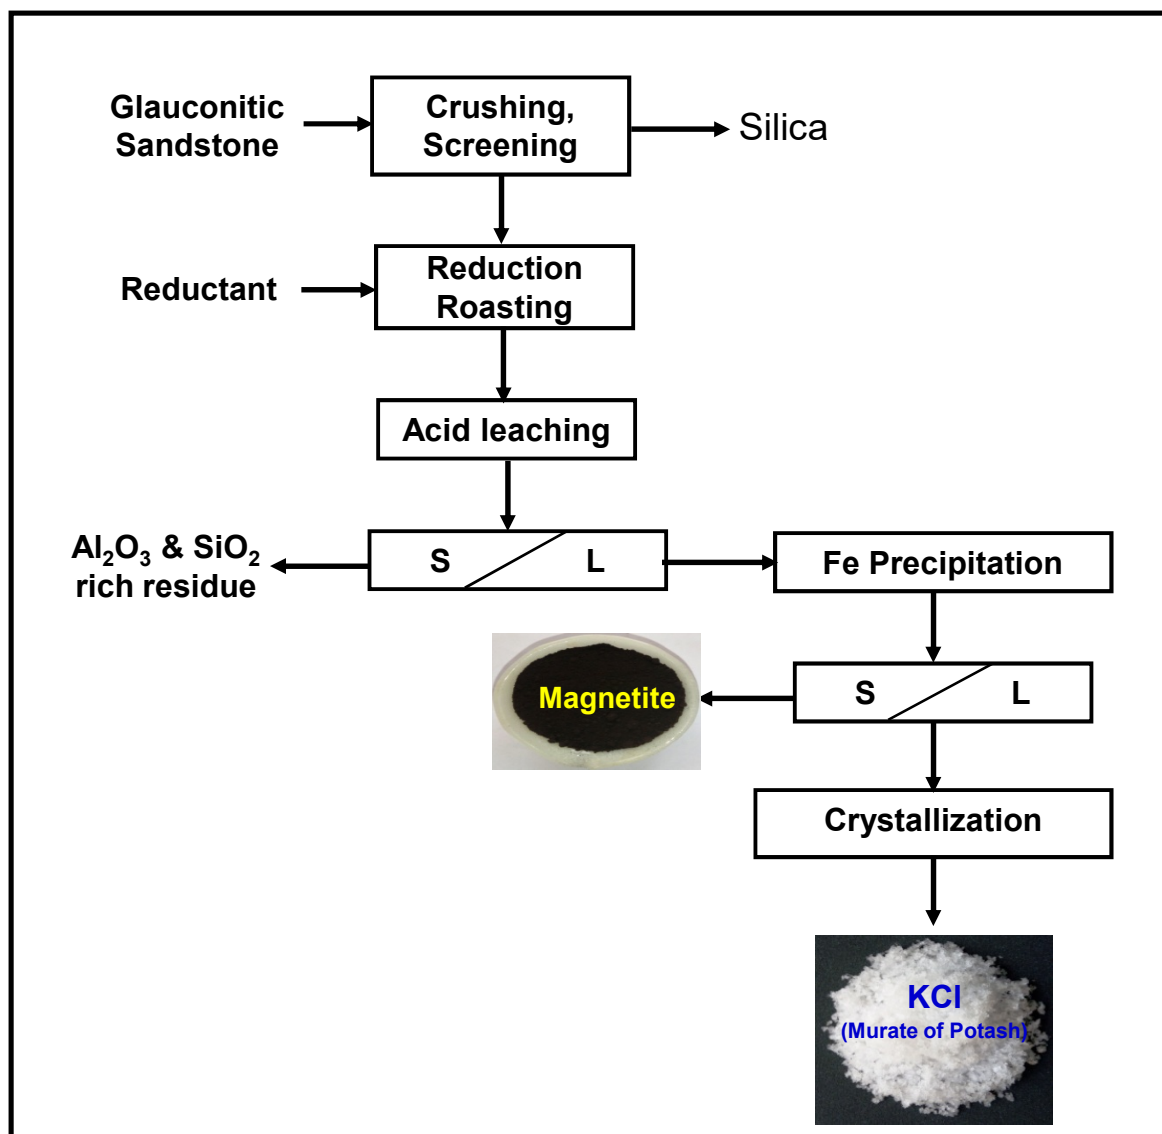 Glauconitic
Sandstone
Crushing,
Screening
Silica
Reductant
Reduction
Roasting
Acid leaching
Al₂O₃ & SiO₂
rich residue
S
L
Fe Precipitation
Magnetite
S
L
Crystallization
KCl
(Murate of Potash)